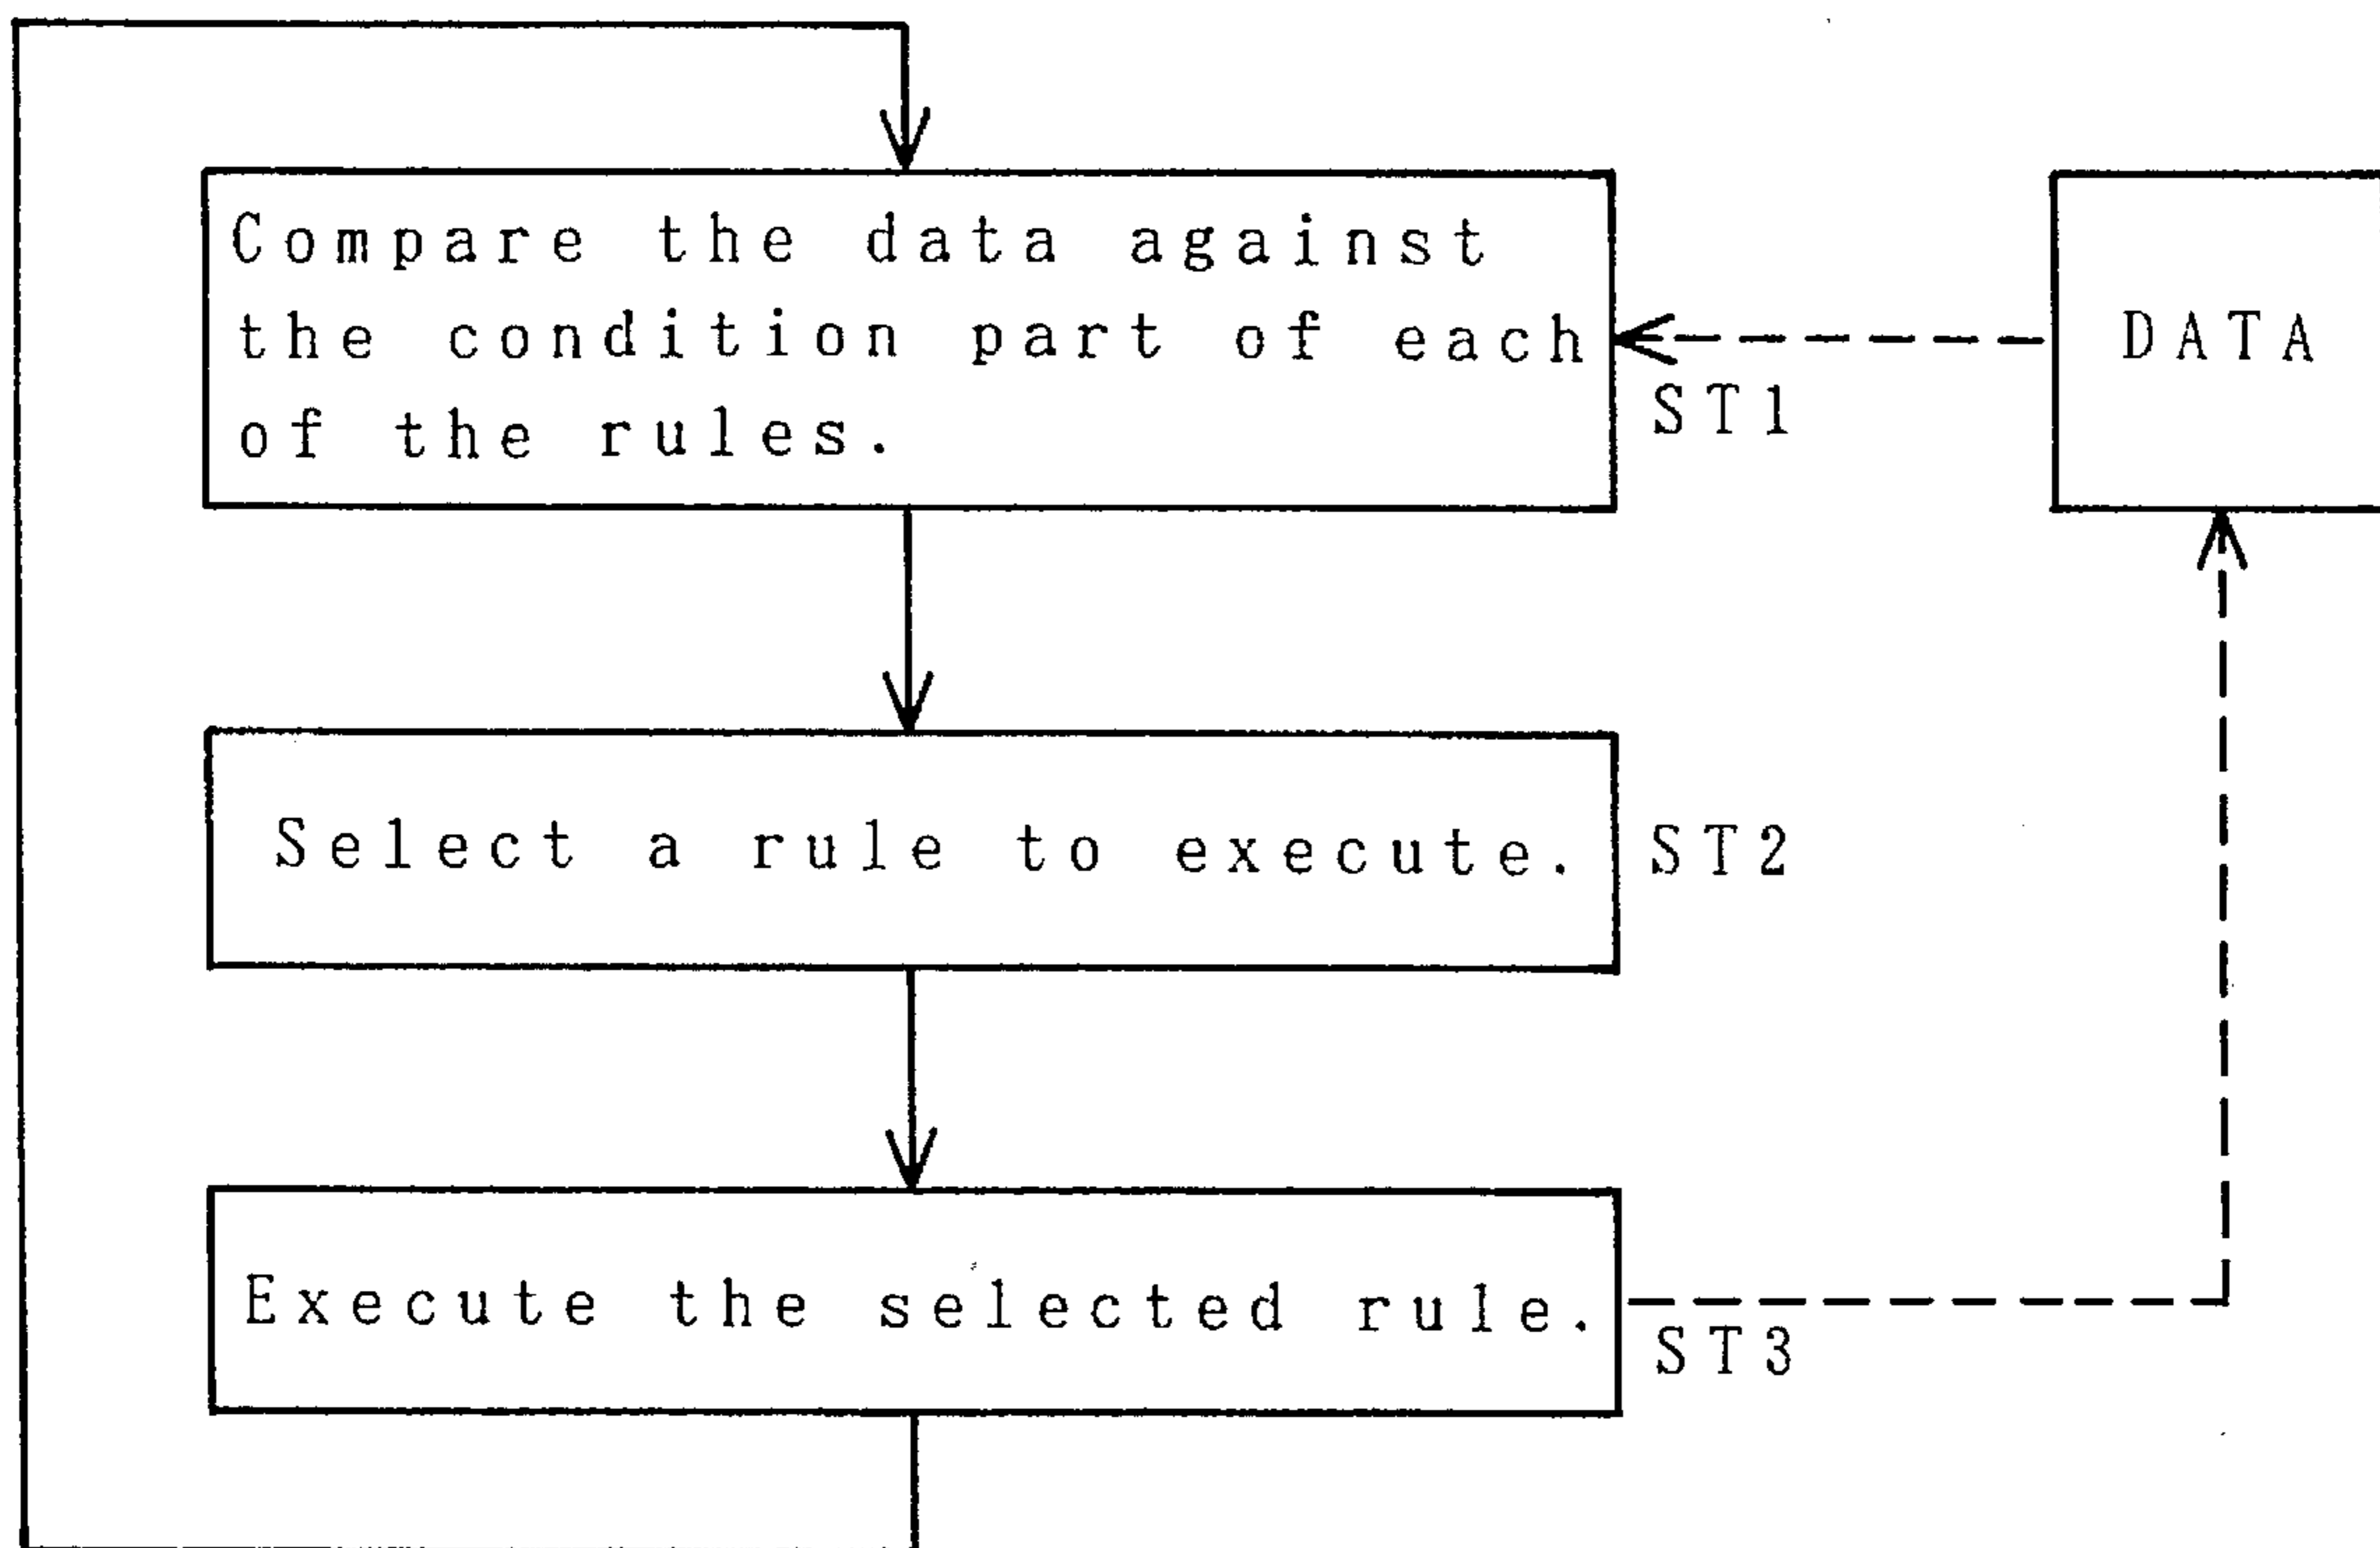 Compare the data against
the condition part of each
of the rules.
DATA
ST1
Select a rule to execute.
ST2
Execute the selected rule.
ST3